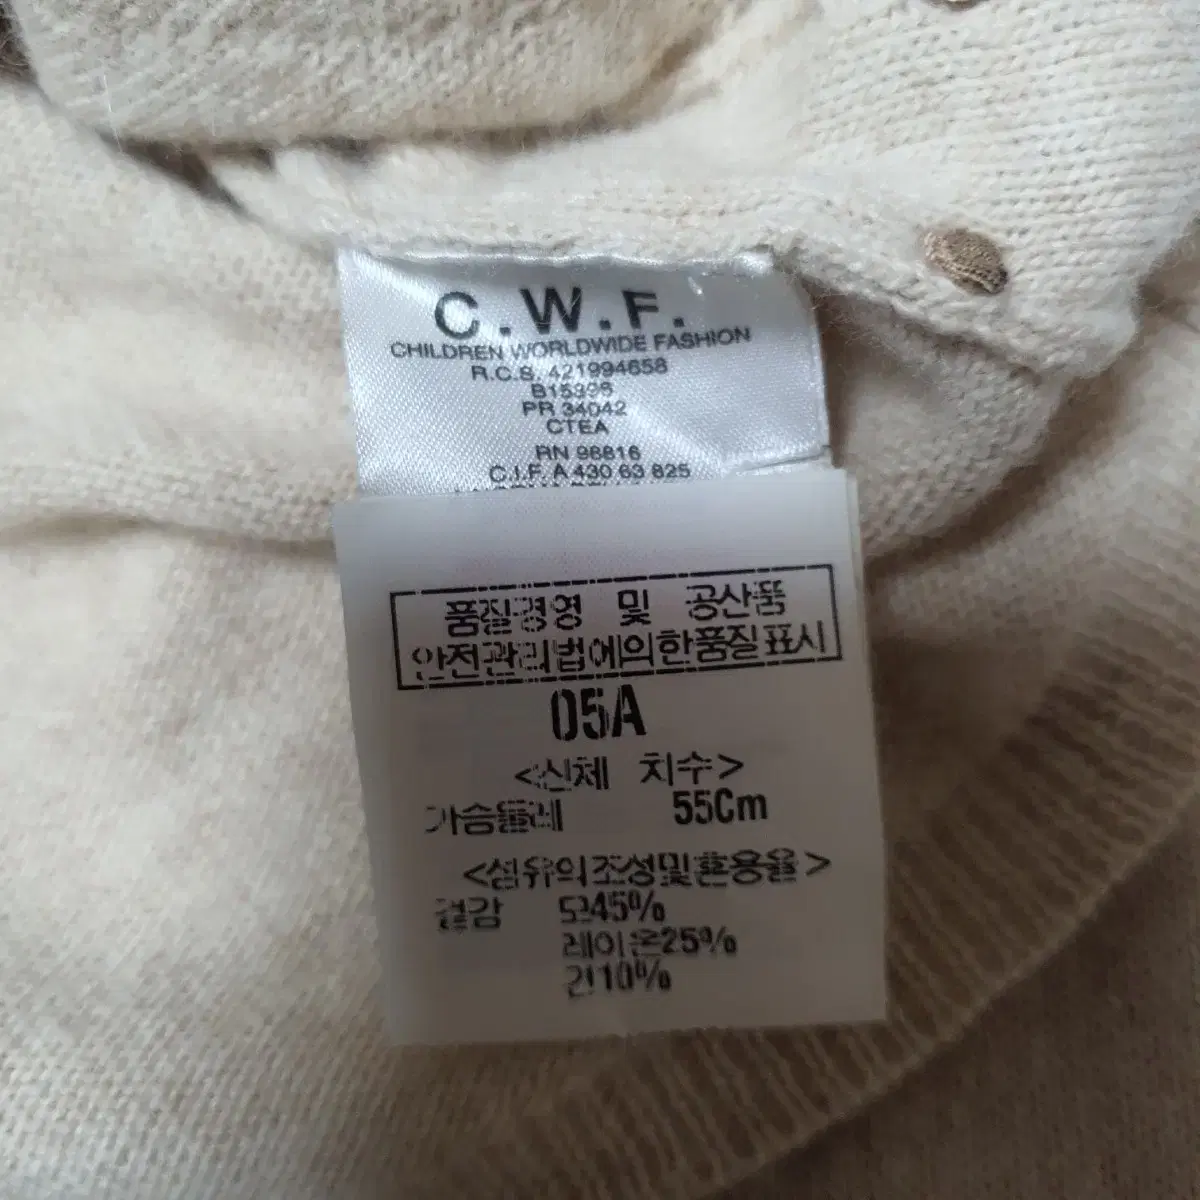 C.W.F.
CHILDREN WORLDWIDE FASHION
R.C.S. 421994658
B15396
PR 34042
CTEA
RN 98816
C.I.F. A 430 63 825
품질경영 및 공산품
안전관리법에의한품질표시
05A
<신체 치수>
가슴둘레 55Cm
<섬유의조성및혼용율>
겉감 모45%
레이온25%
견10%